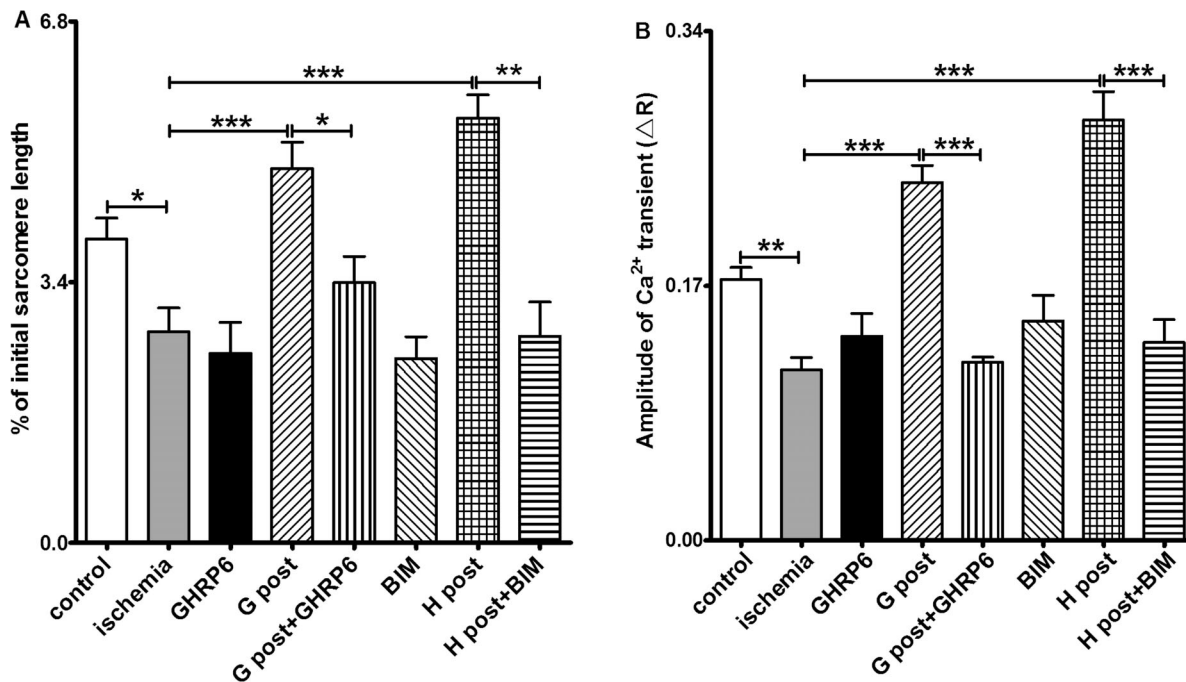 A
6.8
3.4
0.0
% of initial sarcomere length
***
**
***
*
*
control
ischemia
GHRP6
G post
G post+GHRP6
BIM
H post
H post+BIM
B
0.34
0.17
0.00
Amplitude of Ca²⁺ transient (△R)
***
***
***
***
**
control
ischemia
GHRP6
G post
G post+GHRP6
BIM
H post
H post+BIM